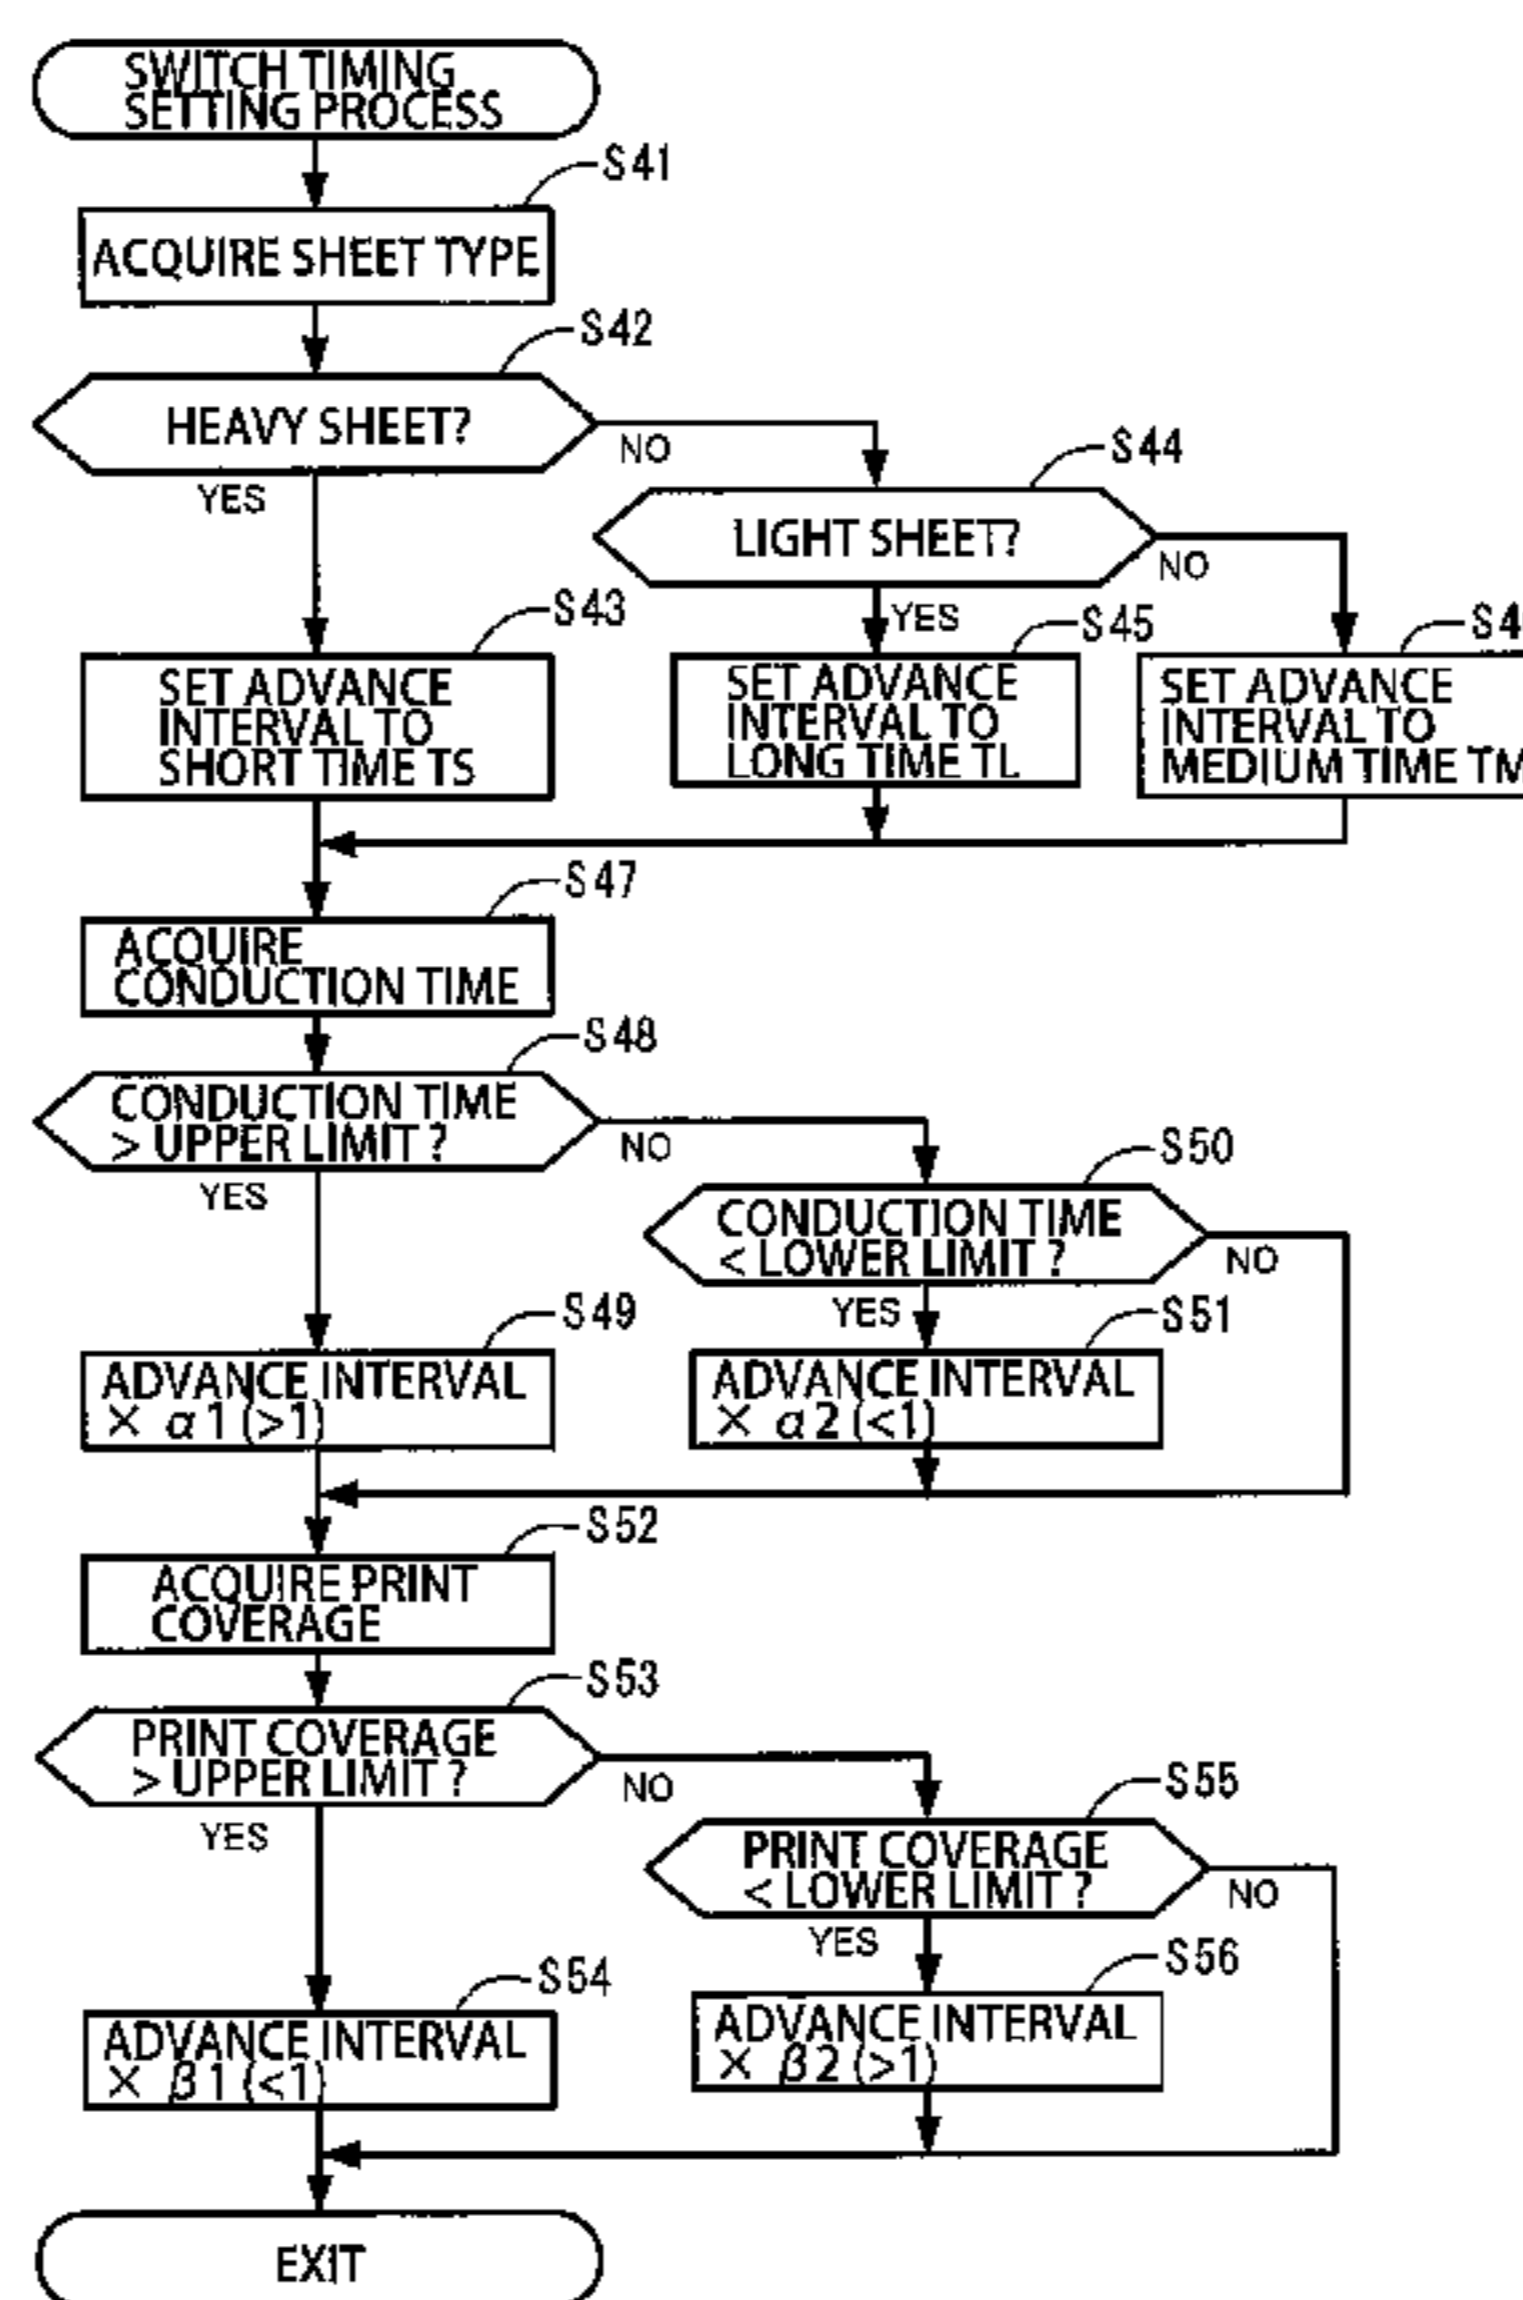 SWITCH TIMING
SETTING PROCESS
S41
ACQUIRE SHEET TYPE
S42
HEAVY SHEET?
NO
YES
S44
LIGHT SHEET?
NO
YES
S43
SET ADVANCE
INTERVAL TO
SHORT TIME TS
S45
SET ADVANCE
INTERVAL TO
LONG TIME TL
SET ADVANCE
INTERVAL TO
MEDIUM TIME TM
S47
ACQUIRE
CONDUCTION TIME
S48
CONDUCTION TIME
> UPPER LIMIT ?
NO
YES
S50
CONDUCTION TIME
< LOWER LIMIT ?
NO
YES
S49
ADVANCE INTERVAL
× α1 (>1)
S51
ADVANCE INTERVAL
× α2 (<1)
S52
ACQUIRE PRINT
COVERAGE
S53
PRINT COVERAGE
> UPPER LIMIT ?
NO
YES
S55
PRINT COVERAGE
< LOWER LIMIT ?
NO
YES
S54
ADVANCE INTERVAL
× β1 (<1)
S56
ADVANCE INTERVAL
× β2 (>1)
EXIT